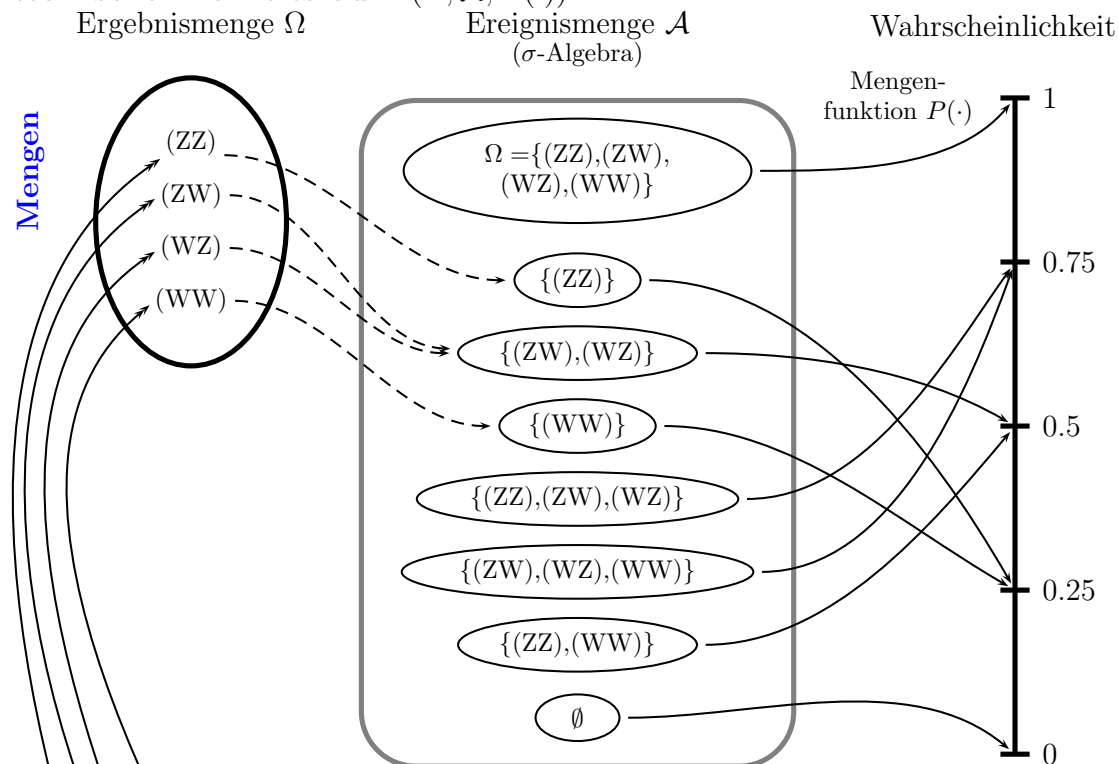 Ergebnismenge Ω
Ereignismenge 𝒜
(σ-Algebra)
Wahrscheinlichkeit
Mengen
(ZZ)
(ZW)
(WZ)
(WW)
Ω ={(ZZ),(ZW),
(WZ),(WW)}
{(ZZ)}
{(ZW),(WZ)}
{(WW)}
{(ZZ),(ZW),(WZ)}
{(ZW),(WZ),(WW)}
{(ZZ),(WW)}
∅
Mengen-
funktion P(·)
1
0.75
0.5
0.25
0